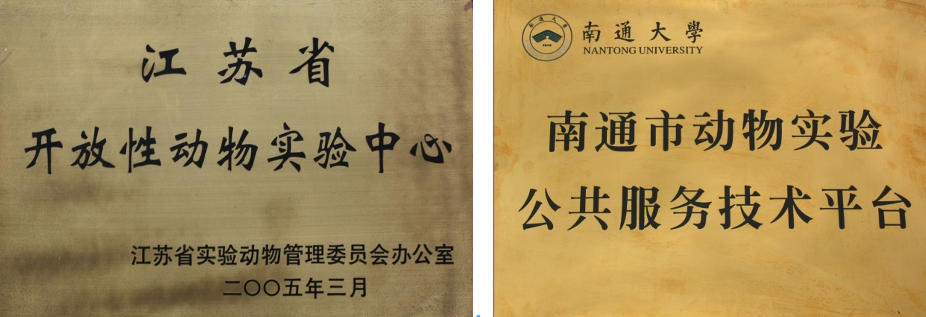 江苏省
开放性动物实验中心
江苏省实验动物管理委员会办公室
二〇〇五年三月
南通大學
NANTONG UNIVERSITY
南通市动物实验
公共服务技术平台